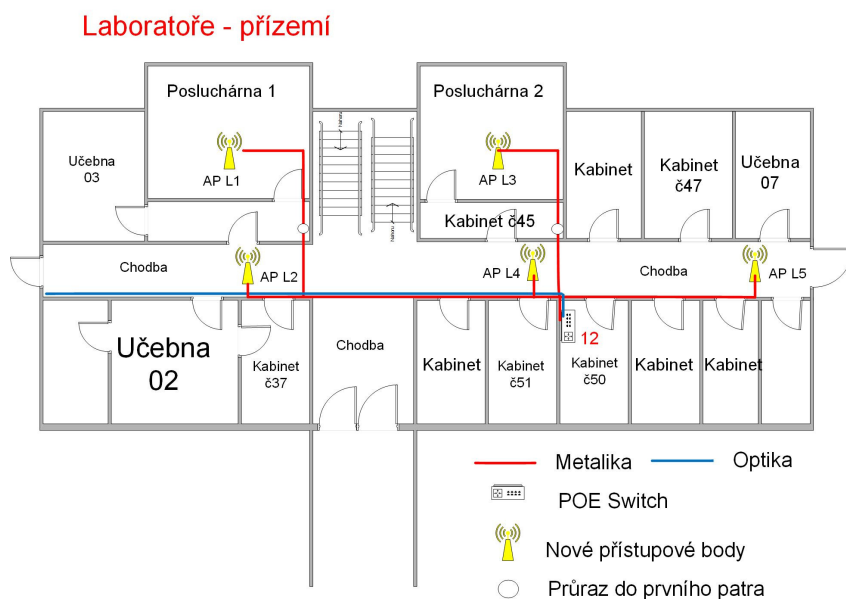 Laboratoře - přízemí
Posluchárna 1
Posluchárna 2
Nahoru
Nahoru
Učebna
03
AP L1
AP L3
Kabinet
Kabinet
č47
Učebna
07
Kabinet č45
Chodba
AP L2
AP L4
Chodba
AP L5
Učebna
02
Kabinet
č37
Chodba
Kabinet
Kabinet
č51
12
Kabinet
č50
Kabinet
Kabinet
Metalika
Optika
POE Switch
Nové přístupové body
Průraz do prvního patra